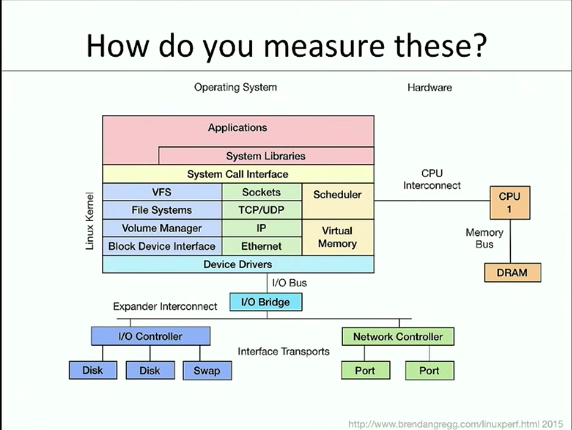 How do you measure these?
Operating System
Hardware
Applications
System Libraries
System Call Interface
VFS
Sockets
Scheduler
File Systems
TCP/UDP
Volume Manager
IP
Virtual
Memory
Block Device Interface
Ethernet
Device Drivers
Linux Kernel
CPU
Interconnect
CPU
1
Memory
Bus
DRAM
I/O Bus
I/O Bridge
Expander Interconnect
I/O Controller
Network Controller
Interface Transports
Disk
Disk
Swap
Port
Port
http://www.brendangregg.com/linuxperf.html 2015